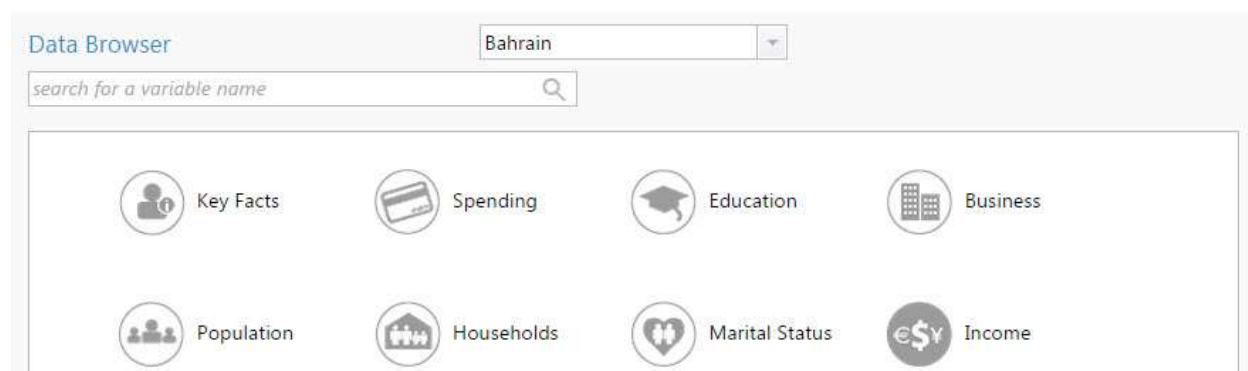 Data Browser Bahrain
search for a variable name
Key Facts Spending Education Business
Population Households Marital Status €$¥ Income